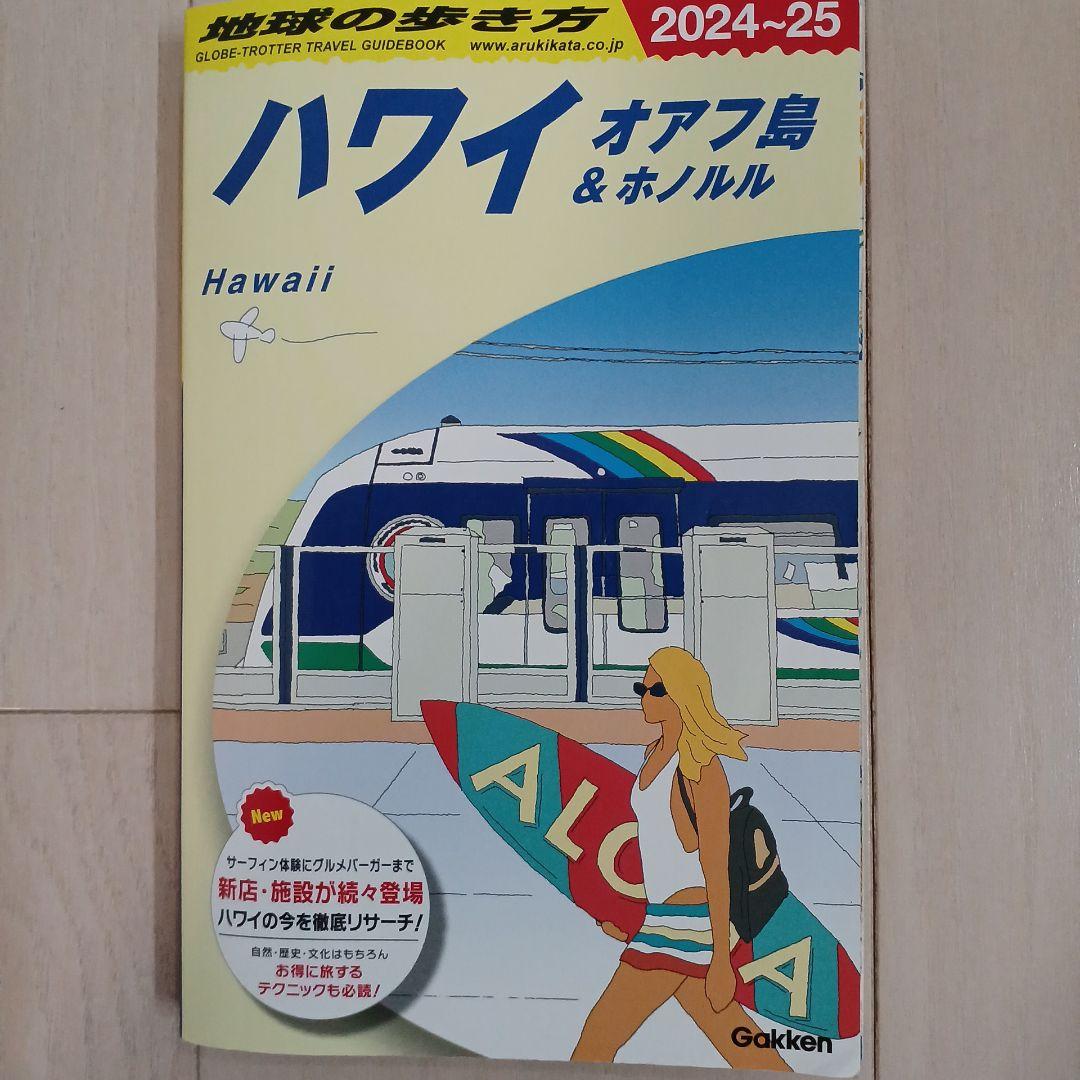 地球の歩き方
2024~25
GLOBE-TROTTER TRAVEL GUIDEBOOK
www.arukikata.co.jp
ハワイ
オアフ島
&ホノルル
Hawaii
ALO A
New
サーフィン体験にグルメバーガーまで
新店・施設が続々登場
ハワイの今を徹底リサーチ!
自然・歴史・文化はもちろん
お得に旅する
テクニックも必読!
Gakken